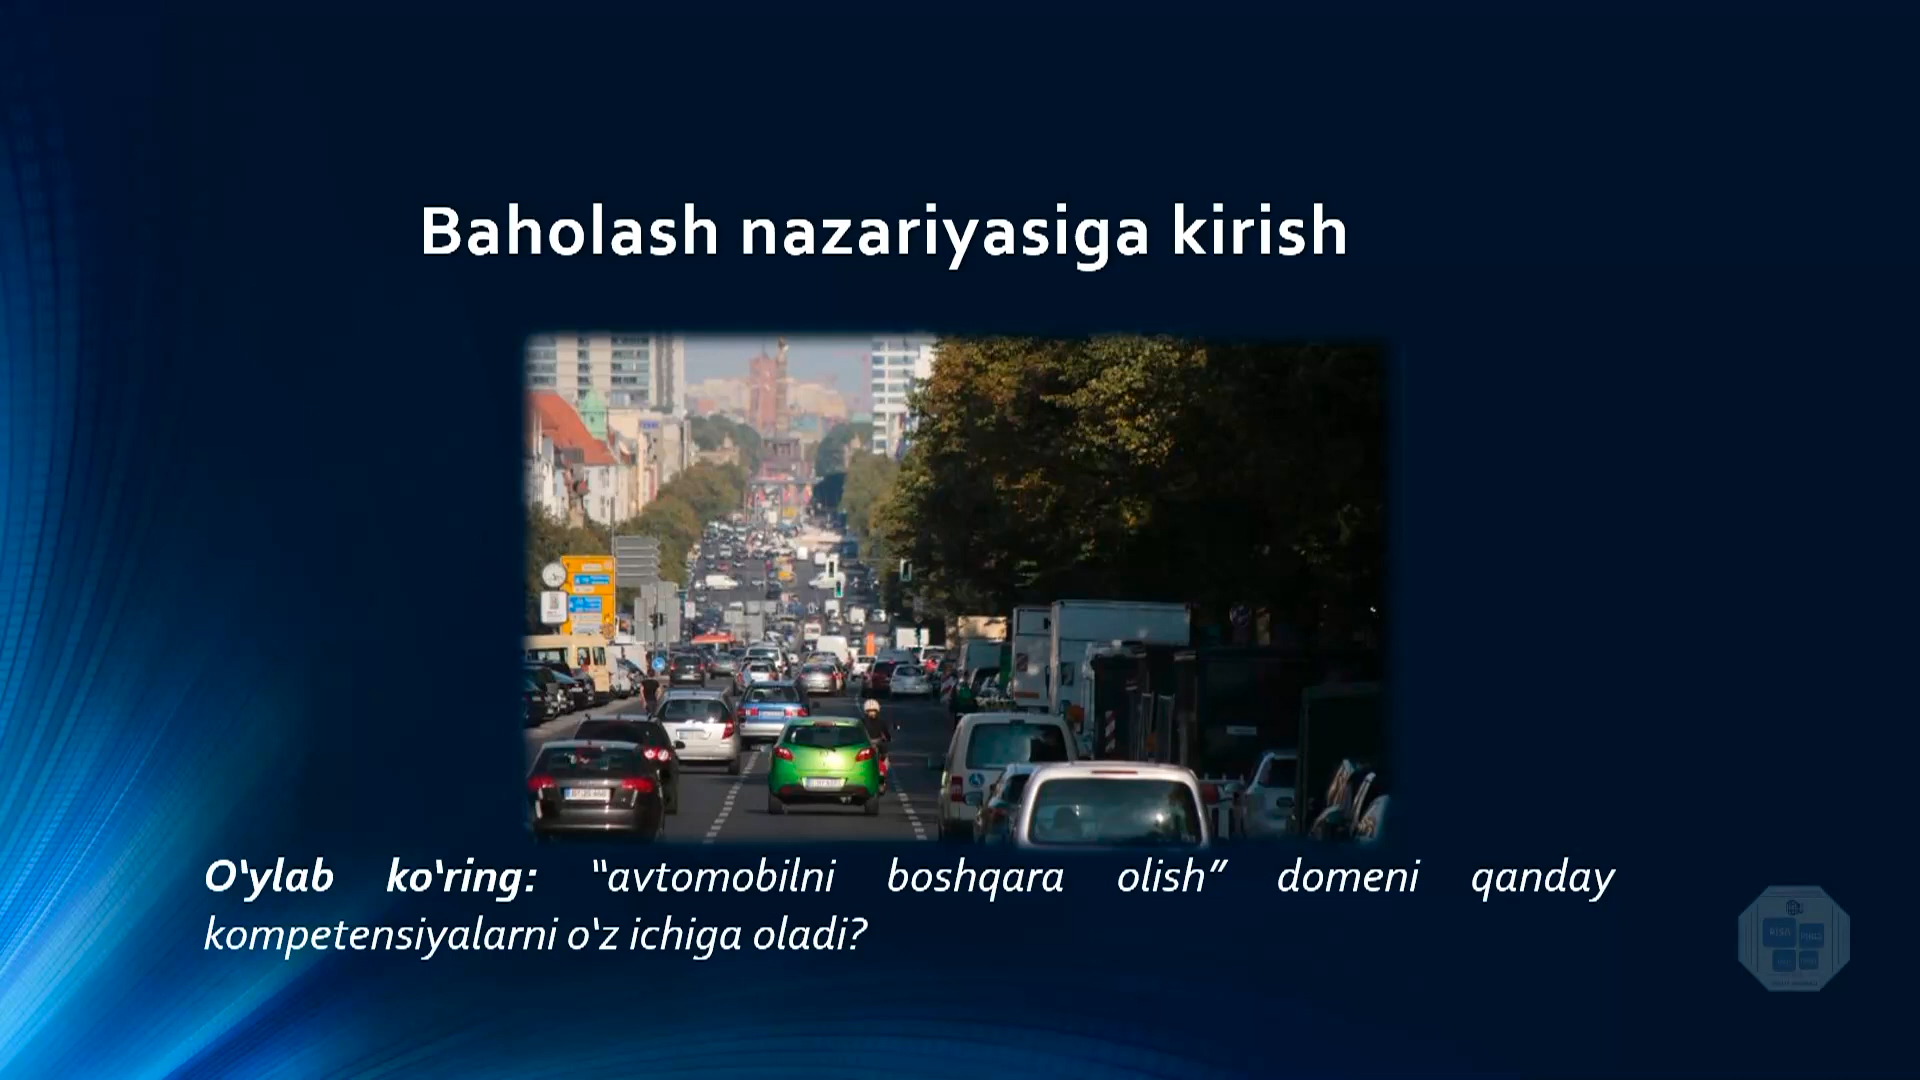 Baholash nazariyasiga kirish
O‘ylab ko‘ring: “avtomobilni boshqara olish” domeni qanday
kompetensiyalarni o‘z ichiga oladi?